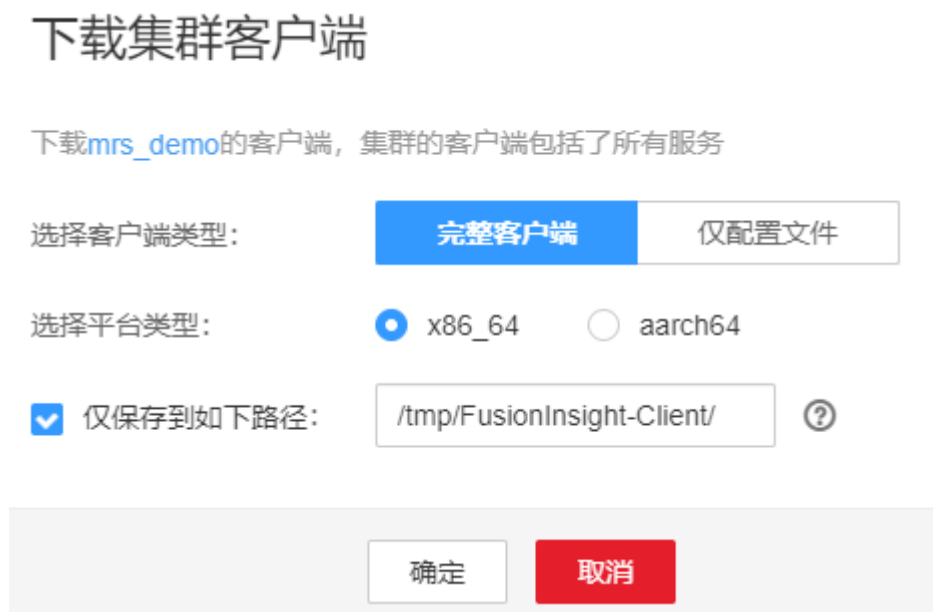 下载集群客户端
下载mrs_demo的客户端，集群的客户端包括了所有服务
选择客户端类型： 完整客户端 仅配置文件
选择平台类型： x86_64 aarch64
仅保存到如下路径： /tmp/FusionInsight-Client/ ?
确定 取消